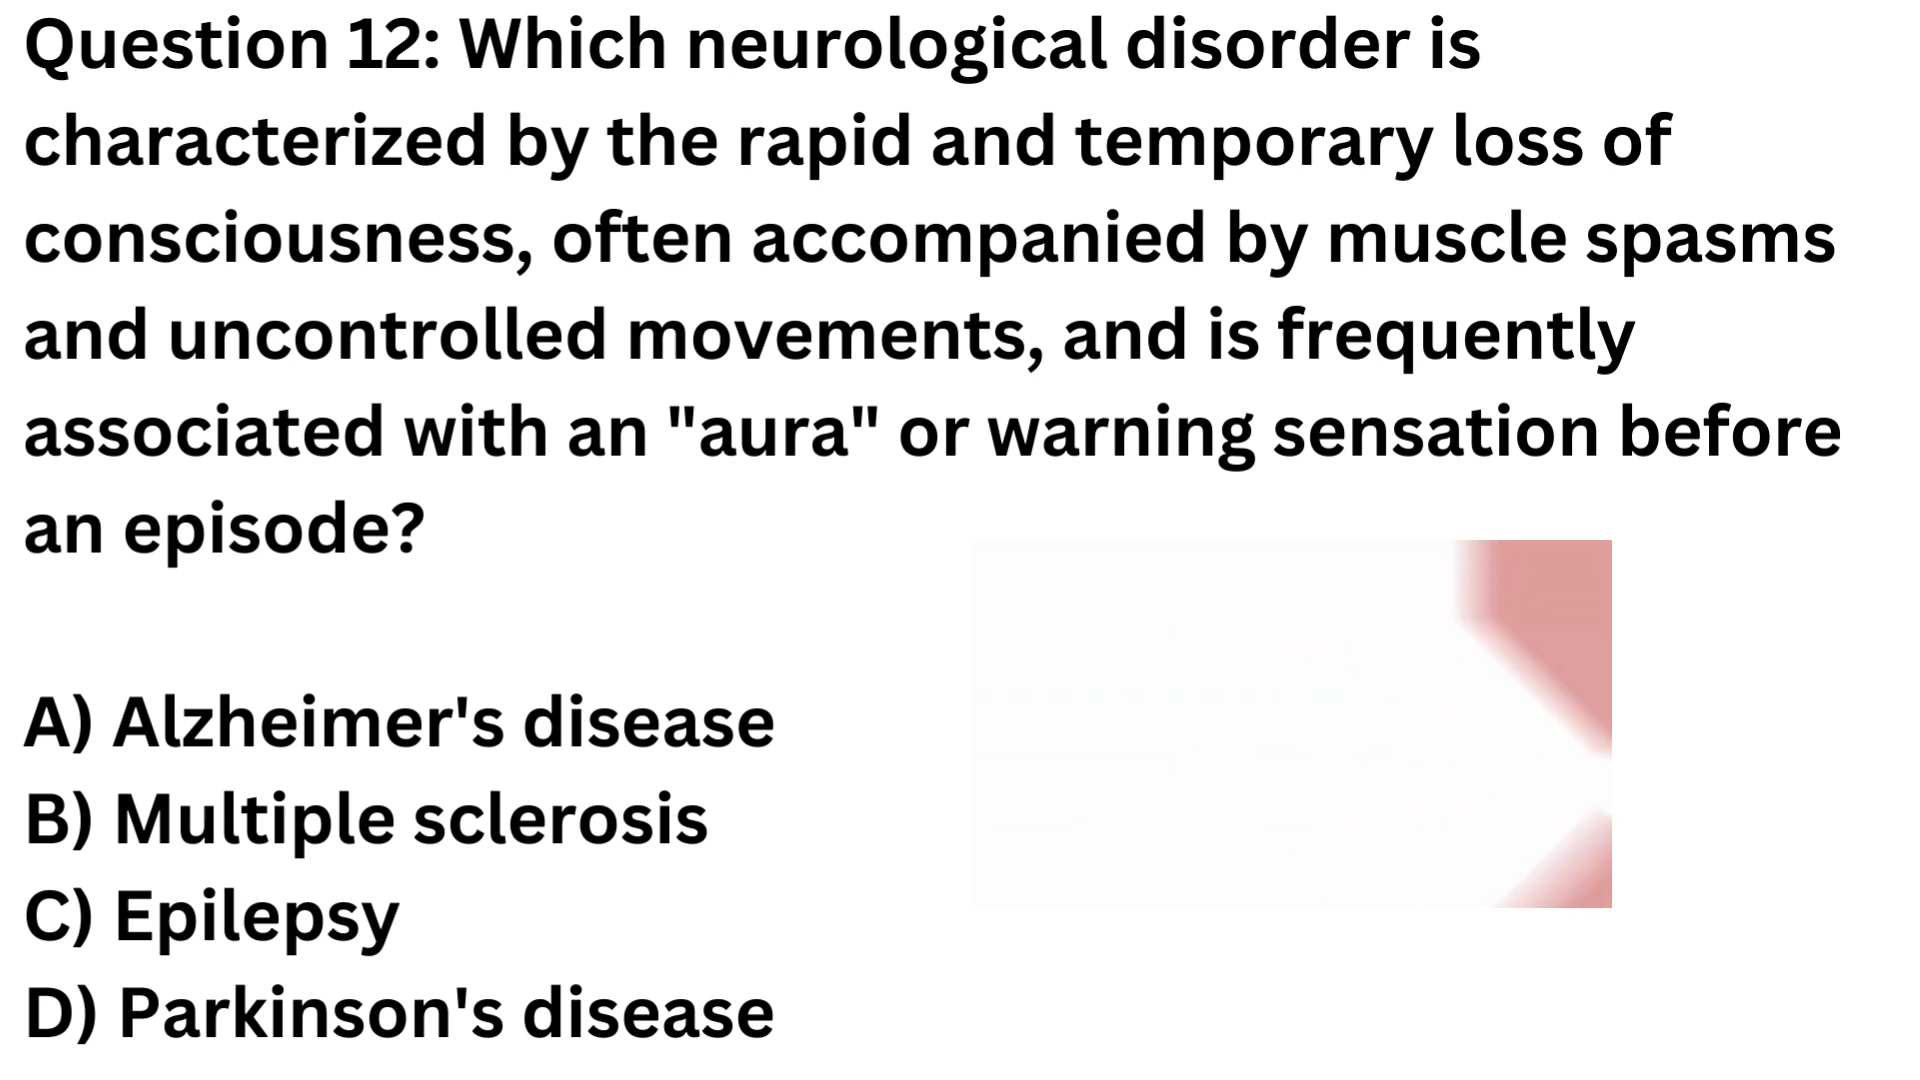 Question 12: Which neurological disorder is
characterized by the rapid and temporary loss of
consciousness, often accompanied by muscle spasms
and uncontrolled movements, and is frequently
associated with an "aura" or warning sensation before
an episode?
A) Alzheimer's disease
B) Multiple sclerosis
C) Epilepsy
D) Parkinson's disease